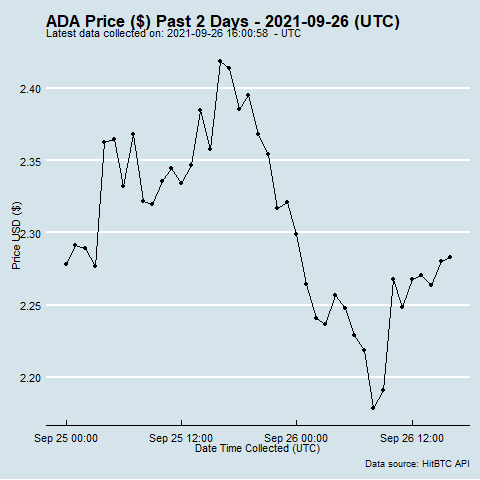 ADA Price ($) Past 2 Days - 2021-09-26 (UTC)
Latest data collected on: 2021-09-26 16:00:58 - UTC
2.40
2.35
2.30
2.25
2.20
Price USD ($)
Sep 25 00:00
Sep 25 12:00
Sep 26 00:00
Sep 26 12:00
Date Time Collected (UTC)
Data source: HitBTC API